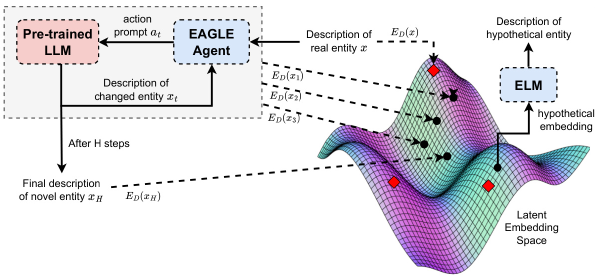 Pre-trained
LLM
action
prompt a_t
EAGLE
Agent
Description of
real entity x
E_D(x)
Description of
hypothetical entity
ELM
hypothetical
embedding
Description of
changed entity x_t
E_D(x_1)
E_D(x_2)
E_D(x_3)
After H steps
Final description
of novel entity x_H
E_D(x_H)
Latent
Embedding
Space